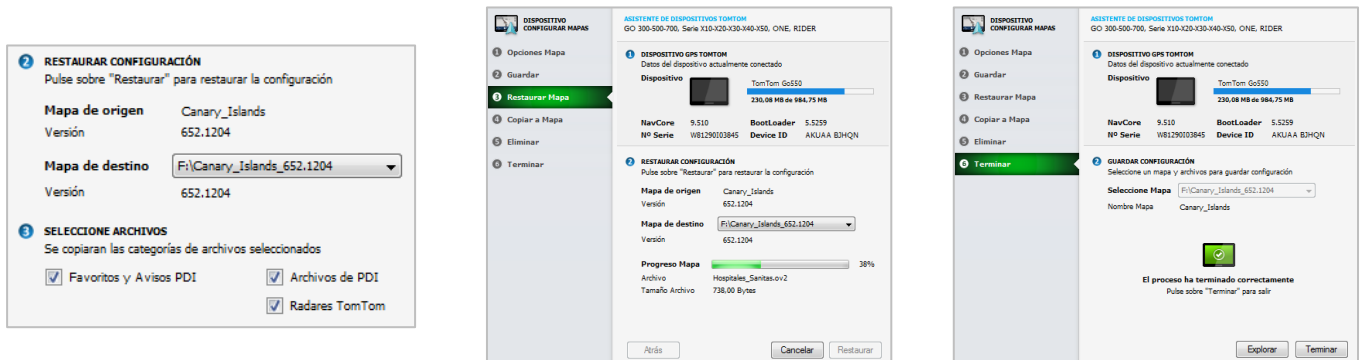 2 RESTAURAR CONFIGURACIÓN
Pulse sobre "Restaurar" para restaurar la configuración
Mapa de origen Canary_Islands
Versión 652.1204
Mapa de destino F:\Canary_Islands_652.1204
Versión 652.1204
3 SELECCIONE ARCHIVOS
Se copiaran las categorías de archivos seleccionados
Favoritos y Avisos PDI Archivos de PDI
Radares TomTom
DISPOSITIVO
CONFIGURAR MAPAS
1 Opciones Mapa
2 Guardar
3 Restaurar Mapa
4 Copiar a Mapa
5 Eliminar
6 Terminar
ASISTENTE DE DISPOSITIVOS TOMTOM
GO 300-500-700, Serie X10-X20-X30-X40-X50, ONE, RIDER
1 DISPOSITIVO GPS TOMTOM
Datos del dispositivo actualmente conectado
Dispositivo TomTom Go550
230,08 MB de 984,75 MB
NavCore 9.510 BootLoader 5.5259
Nº Serie W81290I03845 Device ID AKUAA BJHQN
2 RESTAURAR CONFIGURACIÓN
Pulse sobre "Restaurar" para restaurar la configuración
Mapa de origen Canary_Islands
Versión 652.1204
Mapa de destino F:\Canary_Islands_652.1204
Versión 652.1204
Progreso Mapa 38%
Archivo Hospitales_Sanitas.ov2
Tamaño Archivo 738,00 Bytes
Atrás Cancelar Restaurar
DISPOSITIVO
CONFIGURAR MAPAS
1 Opciones Mapa
2 Guardar
3 Restaurar Mapa
4 Copiar a Mapa
5 Eliminar
6 Terminar
ASISTENTE DE DISPOSITIVOS TOMTOM
GO 300-500-700, Serie X10-X20-X30-X40-X50, ONE, RIDER
1 DISPOSITIVO GPS TOMTOM
Datos del dispositivo actualmente conectado
Dispositivo TomTom Go550
230,08 MB de 984,75 MB
NavCore 9.510 BootLoader 5.5259
Nº Serie W81290I03845 Device ID AKUAA BJHQN
2 GUARDAR CONFIGURACIÓN
Seleccione un mapa y archivos para guardar configuración
Seleccione Mapa F:\Canary_Islands_652.1204
Nombre Mapa Canary_Islands
El proceso ha terminado correctamente
Pulse sobre "Terminar" para salir
Explorar Terminar